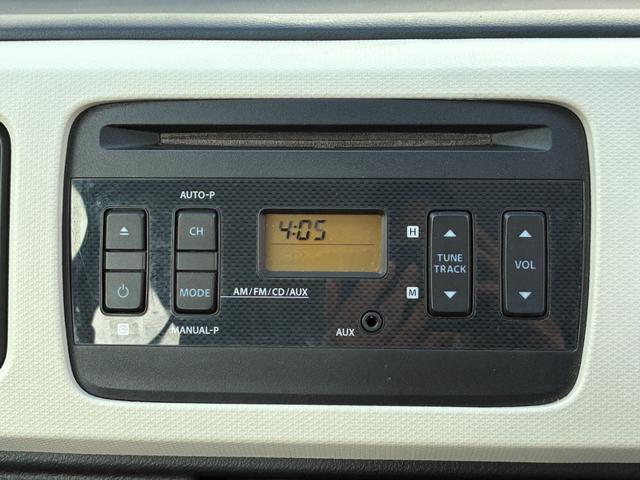 AUTO-P
CH
MODE
MANUAL-P
4:05
AM/FM/CD/AUX
H
M
AUX
TUNE
TRACK
VOL